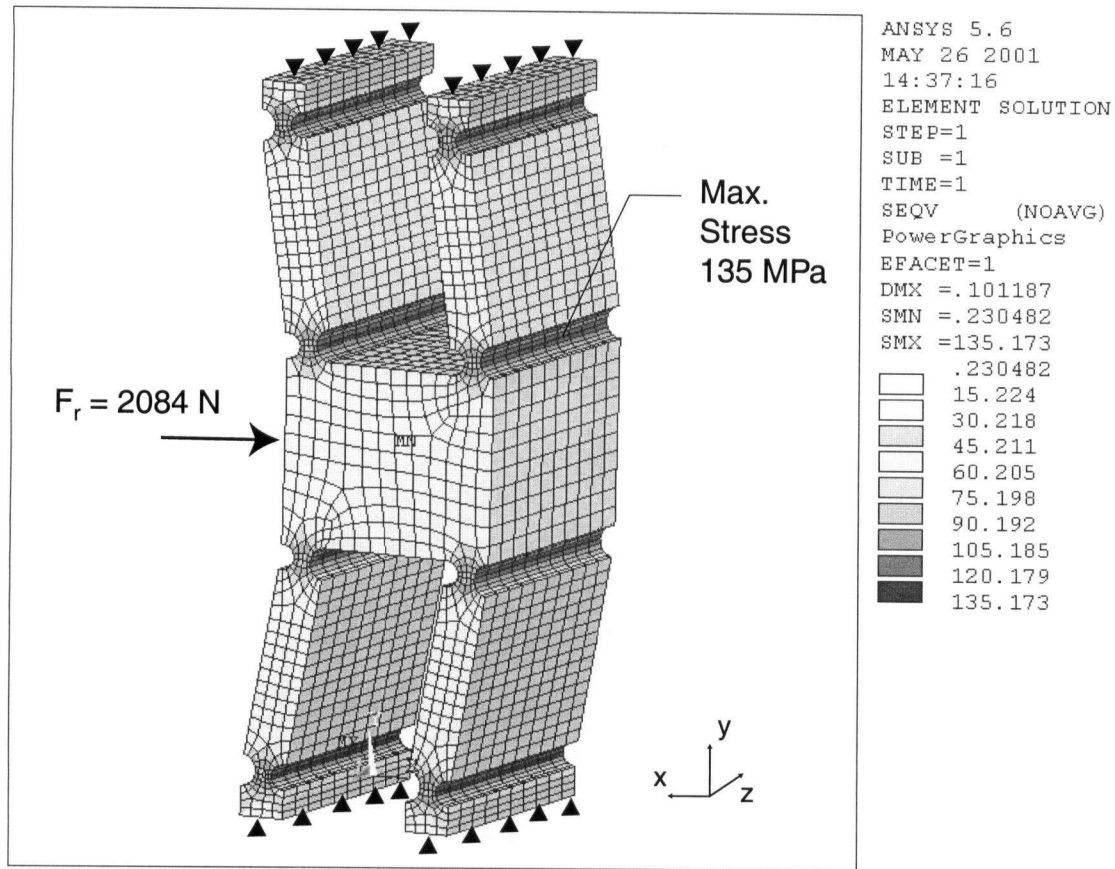 ANSYS 5.6
MAY 26 2001
14:37:16
ELEMENT SOLUTION
STEP=1
SUB =1
TIME=1
SEQV (NOAVG)
PowerGraphics
EFACET=1
DMX =.101187
SMN =.230482
SMX =135.173
.230482
15.224
30.218
45.211
60.205
75.198
90.192
105.185
120.179
135.173
Max.
Stress
135 MPa
Fr = 2084 N
MN
y
x
z